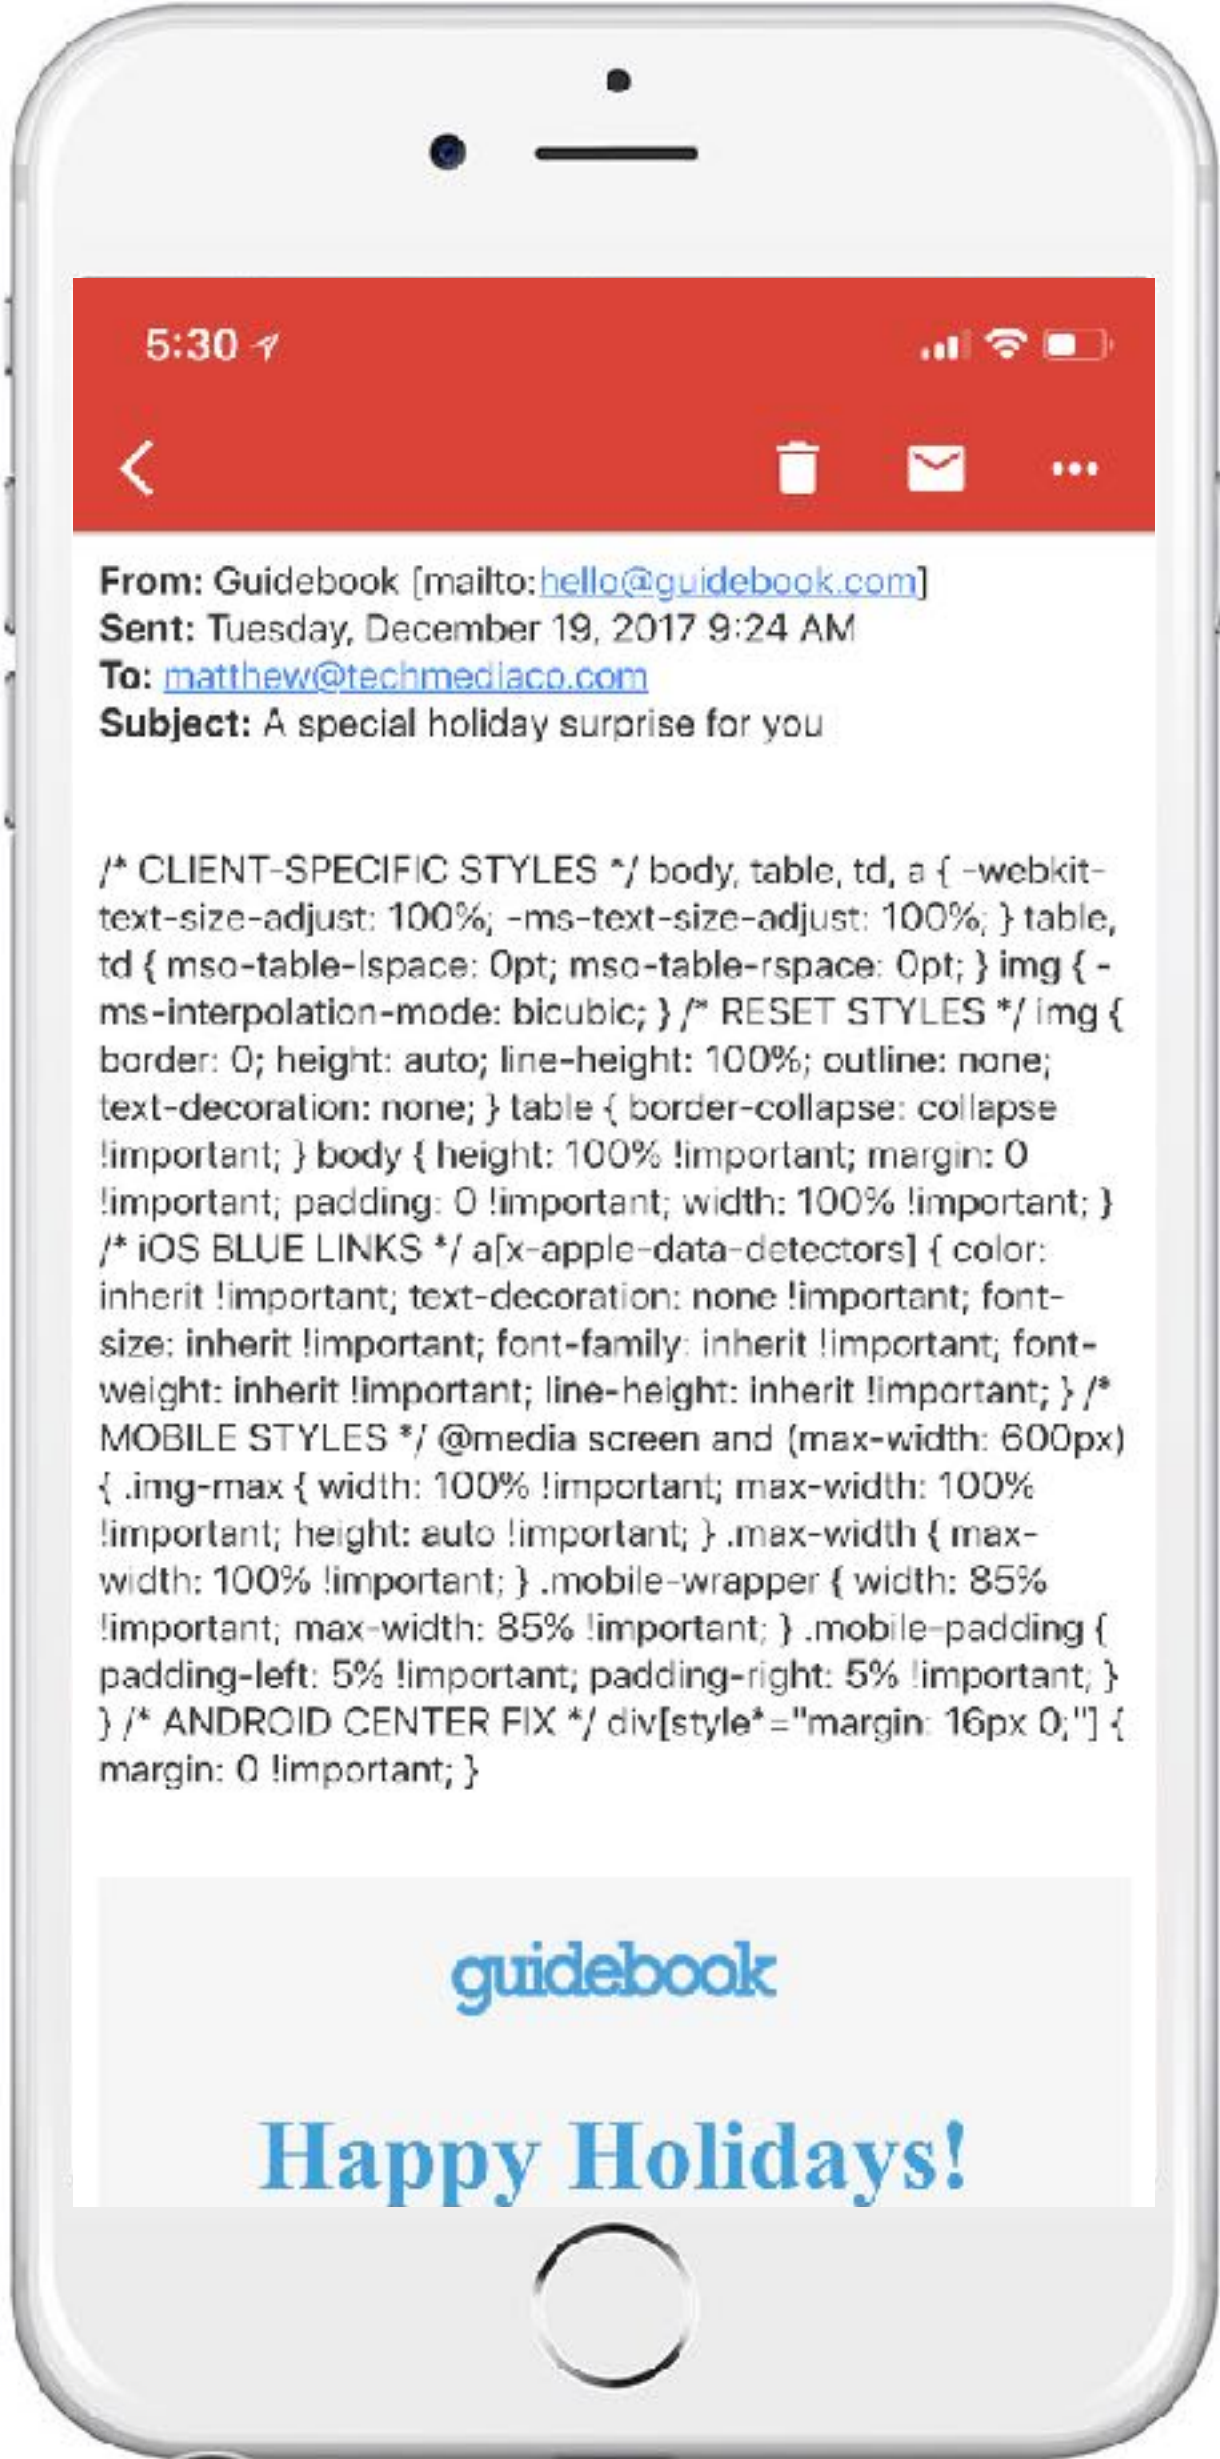 5:30
From: Guidebook [mailto:hello@guidebook.com]
Sent: Tuesday, December 19, 2017 9:24 AM
To: matthew@techmediaco.com
Subject: A special holiday surprise for you
/* CLIENT-SPECIFIC STYLES */ body, table, td, a { -webkit-
text-size-adjust: 100%; -ms-text-size-adjust: 100%; } table,
td { mso-table-lspace: 0pt; mso-table-rspace: 0pt; } img { -
ms-interpolation-mode: bicubic; } /* RESET STYLES */ img {
border: 0; height: auto; line-height: 100%; outline: none;
text-decoration: none; } table { border-collapse: collapse
!important; } body { height: 100% !important; margin: 0
!important; padding: 0 !important; width: 100% !important; }
/* iOS BLUE LINKS */ a[x-apple-data-detectors] { color:
inherit !important; text-decoration: none !important; font-
size: inherit !important; font-family: inherit !important; font-
weight: inherit !important; line-height: inherit !important; } /*
MOBILE STYLES */ @media screen and (max-width: 600px)
{ .img-max { width: 100% !important; max-width: 100%
!important; height: auto !important; } .max-width { max-
width: 100% !important; } .mobile-wrapper { width: 85%
!important; max-width: 85% !important; } .mobile-padding {
padding-left: 5% !important; padding-right: 5% !important; }
} /* ANDROID CENTER FIX */ div[style*="margin: 16px 0;"] {
margin: 0 !important; }
guidebook
Happy Holidays!